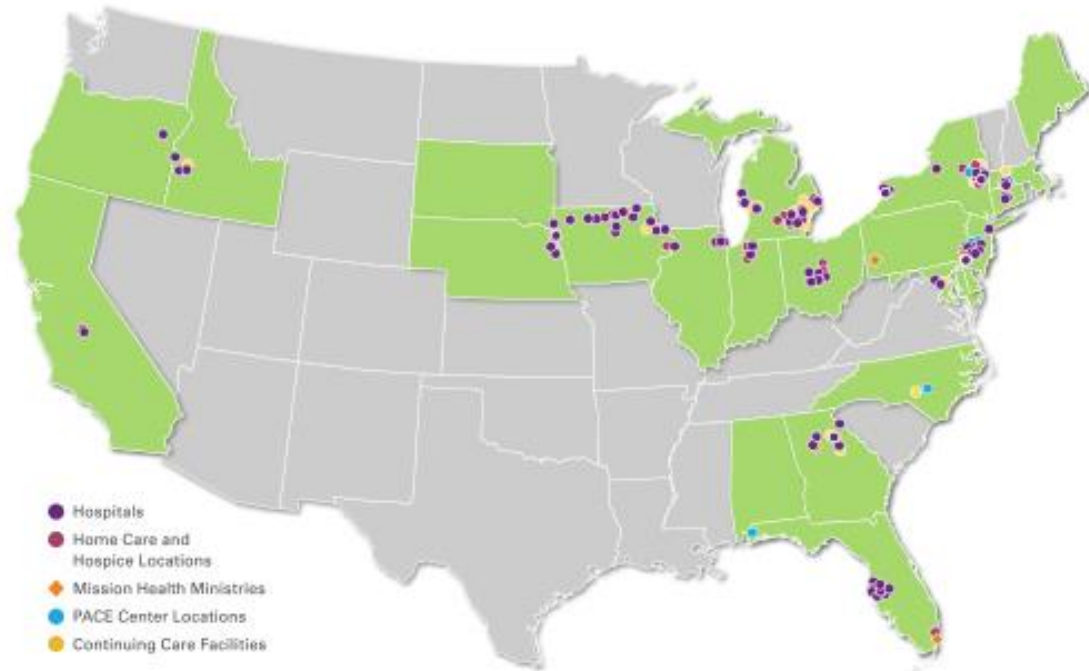 Hospitals
Home Care and
Hospice Locations
Mission Health Ministries
PACE Center Locations
Continuing Care Facilities